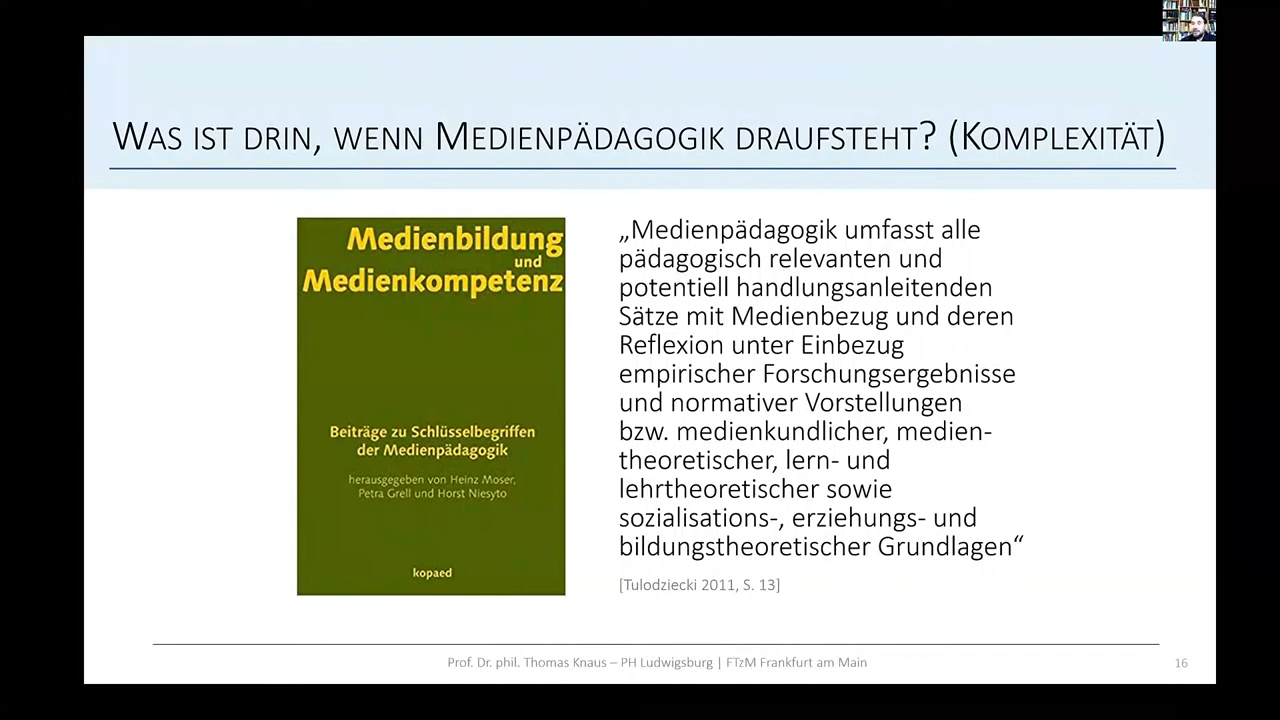 Was ist drin, wenn Medienpädagogik draufsteht? (Komplexität)
Medienbildung
und
Medienkompetenz
Beiträge zu Schlüsselbegriffen
der Medienpädagogik
herausgegeben von Heinz Moser,
Petra Grell und Horst Niesyto
kopaed
„Medienpädagogik umfasst alle
pädagogisch relevanten und
potentiell handlungsanleitenden
Sätze mit Medienbezug und deren
Reflexion unter Einbezug
empirischer Forschungsergebnisse
und normativer Vorstellungen
bzw. medienkundlicher, medien-
theoretischer, lern- und
lehrtheoretischer sowie
sozialisations-, erziehungs- und
bildungstheoretischer Grundlagen“
[Tulodziecki 2011, S. 13]
Prof. Dr. phil. Thomas Knaus – PH Ludwigsburg | FTzM Frankfurt am Main
16